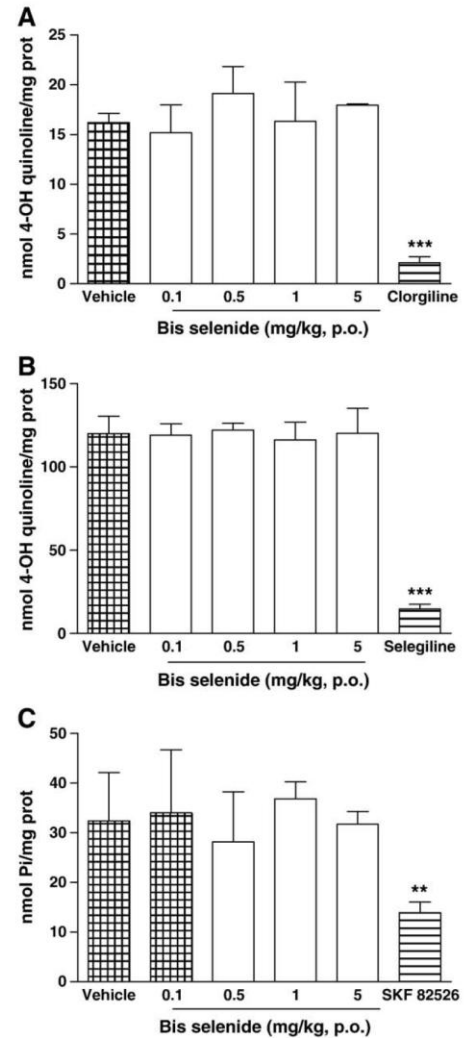 A
nmol 4-OH quinoline/mg prot
25
20
15
10
5
0
***
Vehicle 0.1 0.5 1 5 Clorgiline
Bis selenide (mg/kg, p.o.)
B
nmol 4-OH quinoline/mg prot
150
100
50
0
***
Vehicle 0.1 0.5 1 5 Selegiline
Bis selenide (mg/kg, p.o.)
C
nmol Pi/mg prot
50
40
30
20
10
0
**
Vehicle 0.1 0.5 1 5 SKF 82526
Bis selenide (mg/kg, p.o.)